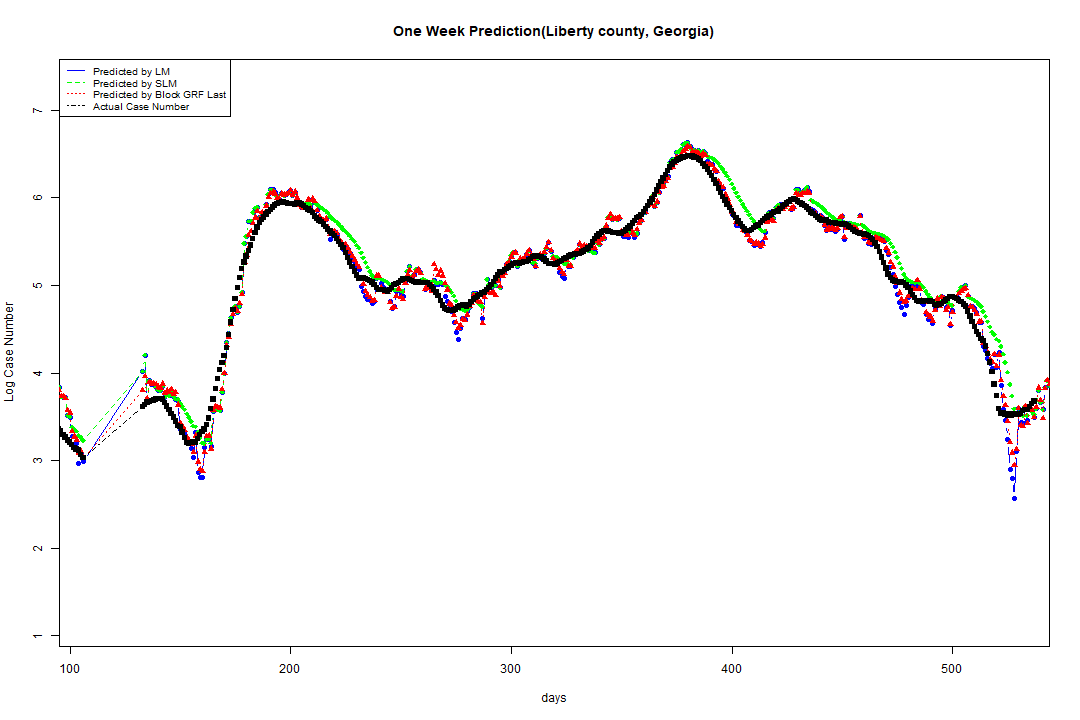 One Week Prediction(Liberty county, Georgia)
Predicted by LM
Predicted by SLM
Predicted by Block GRF Last
Actual Case Number
Log Case Number
7
6
5
4
3
2
1
100 200 300 400 500
days